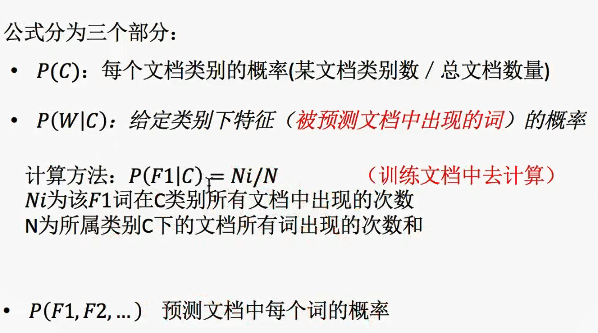 公式分为三个部分：
• P(C)：每个文档类别的概率(某文档类别数／总文档数量)
• P(W|C)：给定类别下特征（被预测文档中出现的词）的概率
计算方法：P(F1|C) = Ni/N （训练文档中去计算）
Ni为该F1词在C类别所有文档中出现的次数
N为所属类别C下的文档所有词出现的次数和
• P(F1,F2,…) 预测文档中每个词的概率